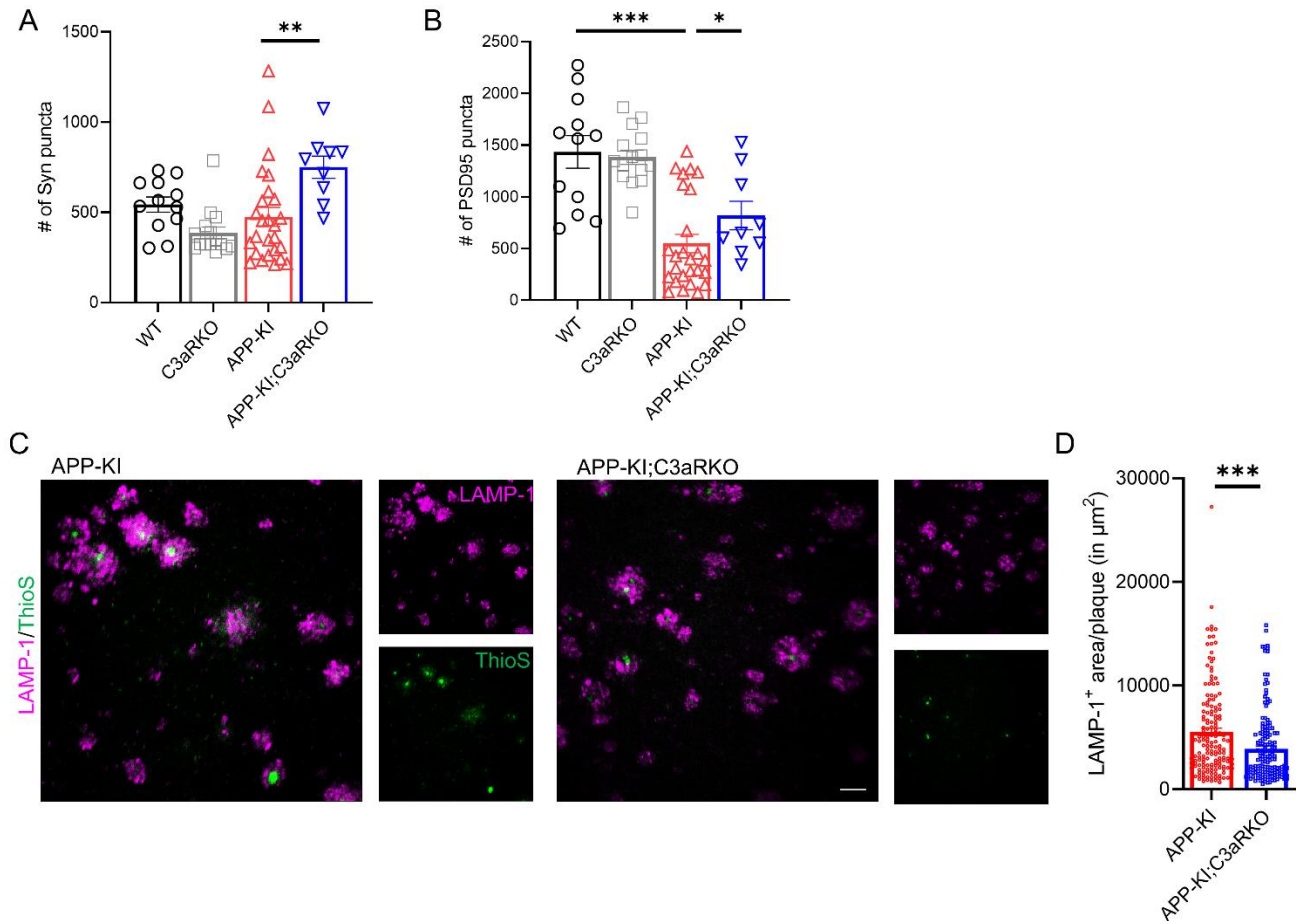 A
**
# of Syn puncta
1500
1000
500
0
WT
C3aRKO
APP-KI
APP-KI;C3aRKO
B
***
*
# of PSD95 puncta
2500
2000
1500
1000
500
0
WT
C3aRKO
APP-KI
APP-KI;C3aRKO
C
APP-KI
APP-KI;C3aRKO
LAMP-1/ThioS
LAMP-1
ThioS
D
***
LAMP-1⁺ area/plaque (in μm²)
30000
20000
10000
0
APP-KI
APP-KI;C3aRKO